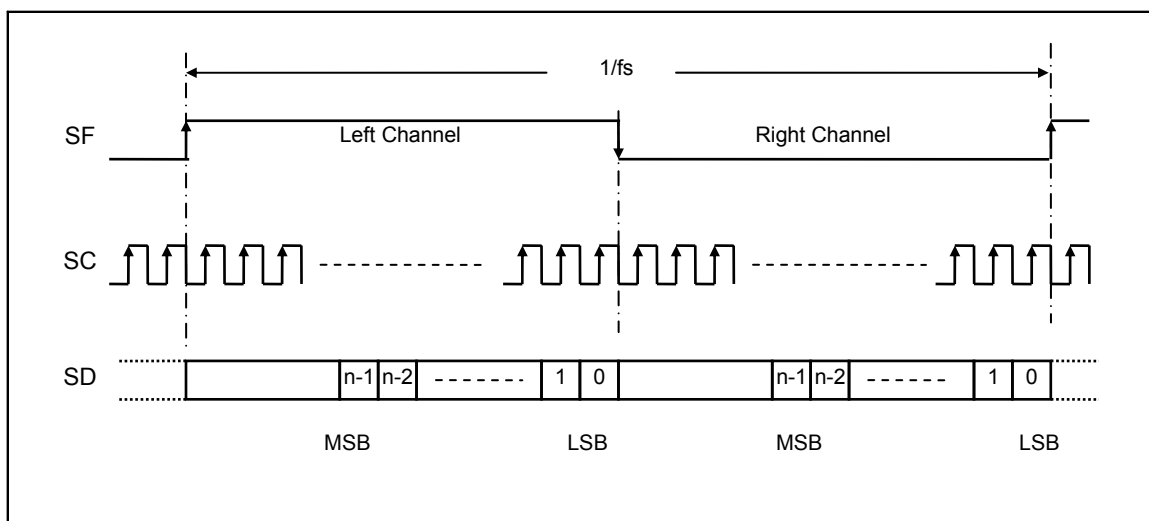 1/fs
SF
Left Channel
Right Channel
SC
SD
n-1 n-2 1 0 n-1 n-2 1 0
MSB LSB MSB LSB